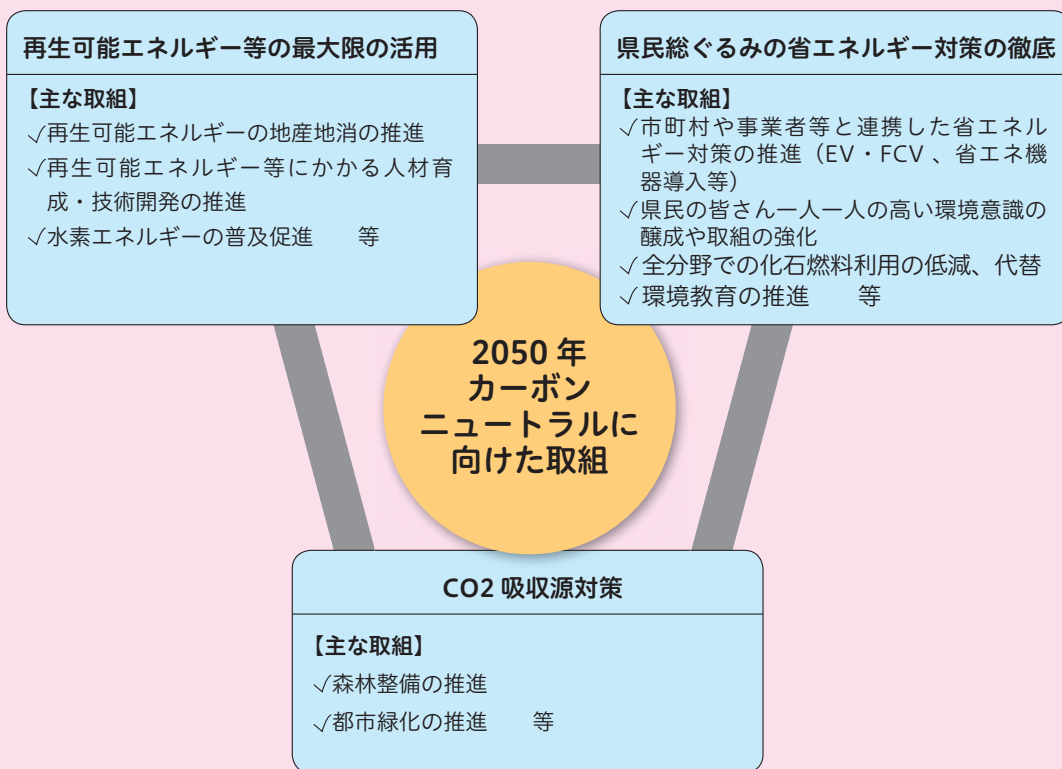 再生可能エネルギー等の最大限の活用
【主な取組】
✓再生可能エネルギーの地産地消の推進
✓再生可能エネルギー等にかかる人材育
成・技術開発の推進
✓水素エネルギーの普及促進　　等
県民総ぐるみの省エネルギー対策の徹底
【主な取組】
✓市町村や事業者等と連携した省エネル
ギー対策の推進（EV・FCV 、省エネ機
器導入等）
✓県民の皆さん一人一人の高い環境意識の
醸成や取組の強化
✓全分野での化石燃料利用の低減、代替
✓環境教育の推進　　等
2050 年
カーボン
ニュートラルに
向けた取組
CO2 吸収源対策
【主な取組】
✓森林整備の推進
✓都市緑化の推進　　等